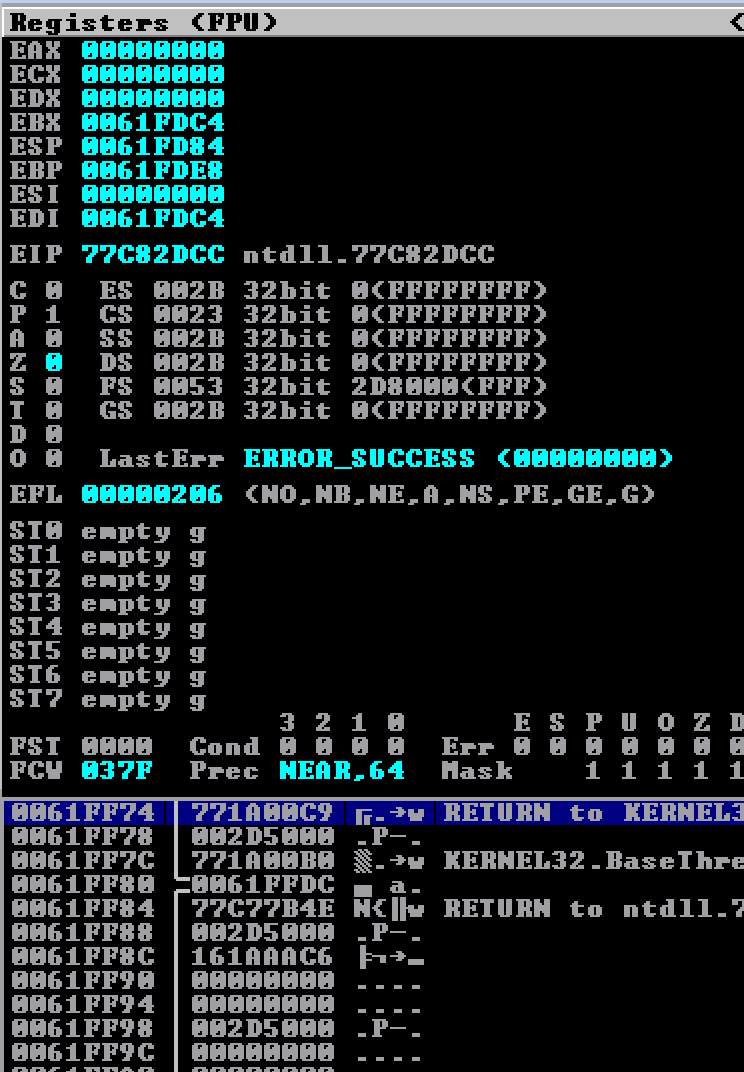 Registers (FPU) <
EAX 00000000
ECX 00000000
EDX 00000000
EBX 0061FDC4
ESP 0061FD84
EBP 0061FDE8
ESI 00000000
EDI 0061FDC4
EIP 77C82DCC ntdll.77C82DCC
C 0 ES 002B 32bit 0(FFFFFFFF)
P 1 CS 0023 32bit 0(FFFFFFFF)
A 0 SS 002B 32bit 0(FFFFFFFF)
Z 0 DS 002B 32bit 0(FFFFFFFF)
S 0 FS 0053 32bit 2D8000(FFF)
T 0 GS 002B 32bit 0(FFFFFFFF)
D 0
O 0 LastErr ERROR_SUCCESS (00000000)
EFL 00000206 (NO,NB,NE,A,NS,PE,GE,G)
ST0 empty g
ST1 empty g
ST2 empty g
ST3 empty g
ST4 empty g
ST5 empty g
ST6 empty g
ST7 empty g
3 2 1 0 E S P U O Z D
FST 0000 Cond 0 0 0 0 Err 0 0 0 0 0 0 0
FCW 037F Prec NEAR,64 Mask 1 1 1 1 1
0061FF74 771A00C9 ╔.→w RETURN to KERNEL3
0061FF78 002D5000 .P-.
0061FF7C 771A00B0 ▒.→w KERNEL32.BaseThre
0061FF80 0061FFDC ▄ a.
0061FF84 77C77B4E N{║w RETURN to ntdll.7
0061FF88 002D5000 .P-.
0061FF8C 161AAAC6 ╞¬→▬
0061FF90 00000000 ....
0061FF94 00000000 ....
0061FF98 002D5000 .P-.
0061FF9C 00000000 ....